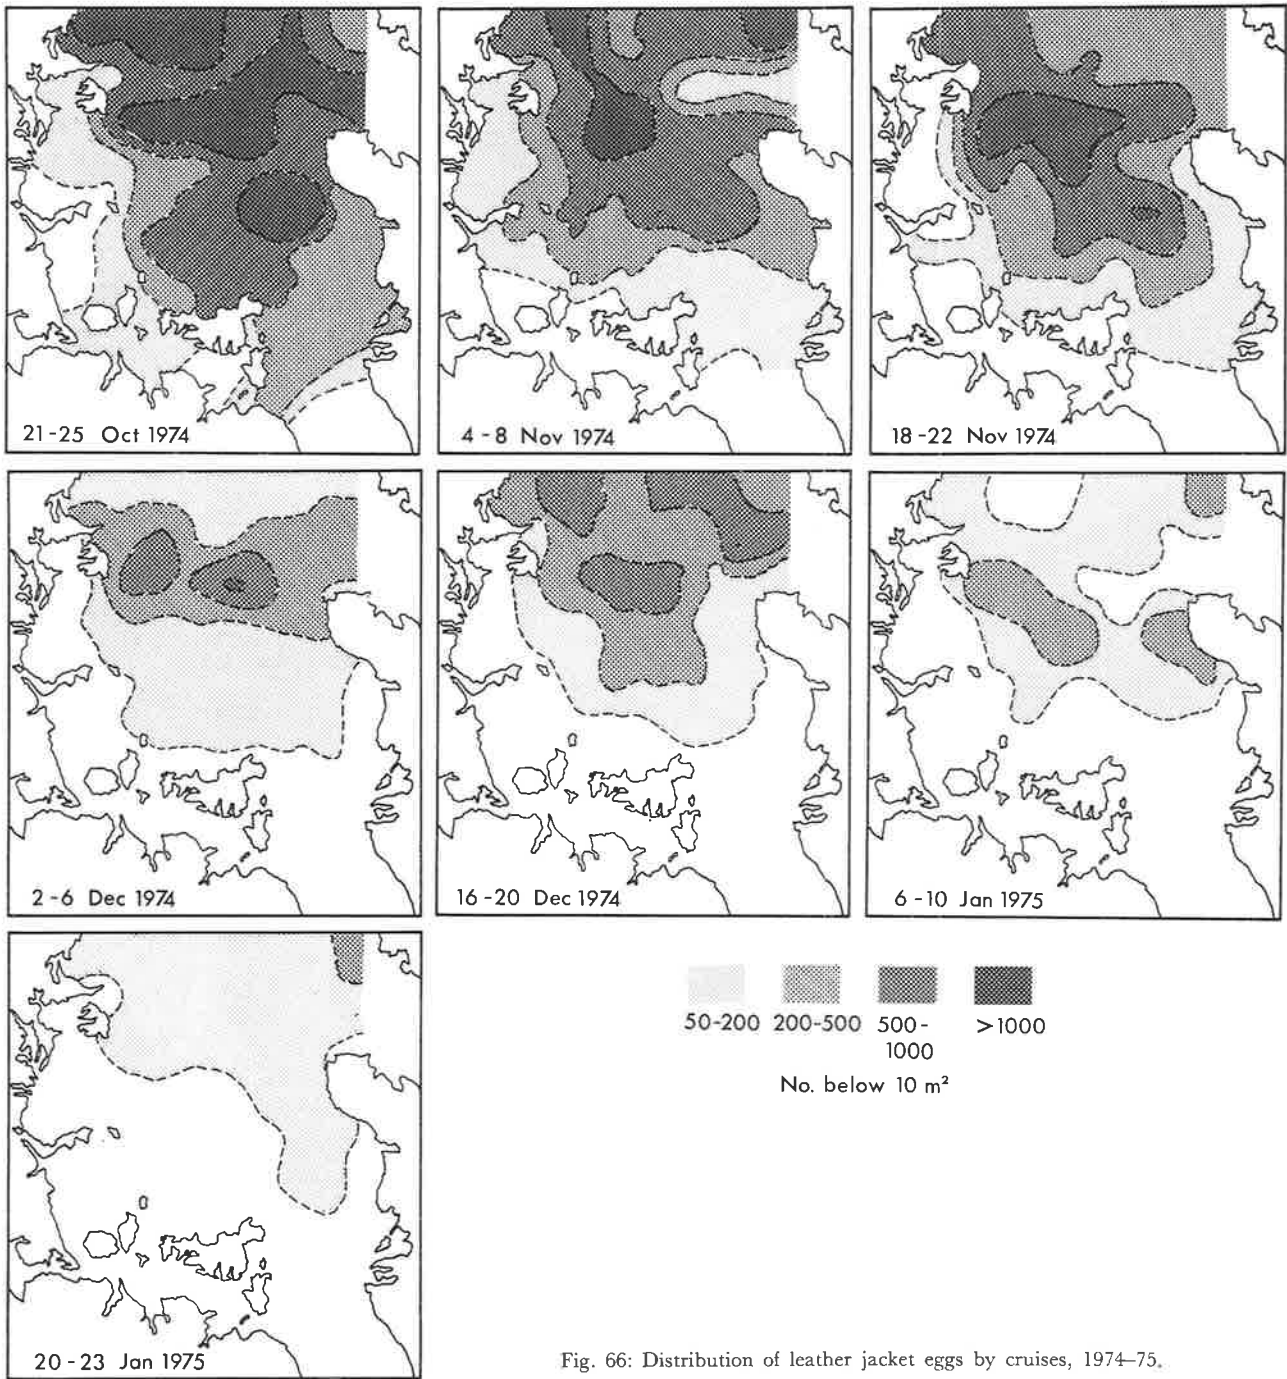 21-25 Oct 1974
4-8 Nov 1974
18-22 Nov 1974
2-6 Dec 1974
16-20 Dec 1974
6-10 Jan 1975
50-200 200-500 500-1000 >1000
No. below 10 m²
20-23 Jan 1975
Fig. 66: Distribution of leather jacket eggs by cruises, 1974–75.